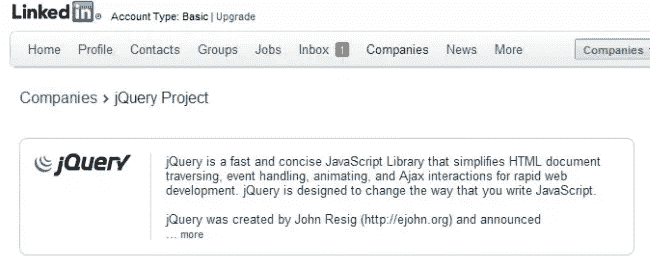 Linked in® Account Type: Basic | Upgrade
Home Profile Contacts Groups Jobs Inbox 1 Companies News More Companies
Companies > jQuery Project
jQuery
jQuery is a fast and concise JavaScript Library that simplifies HTML document
traversing, event handling, animating, and Ajax interactions for rapid web
development. jQuery is designed to change the way that you write JavaScript.
jQuery was created by John Resig (http://ejohn.org) and announced
... more